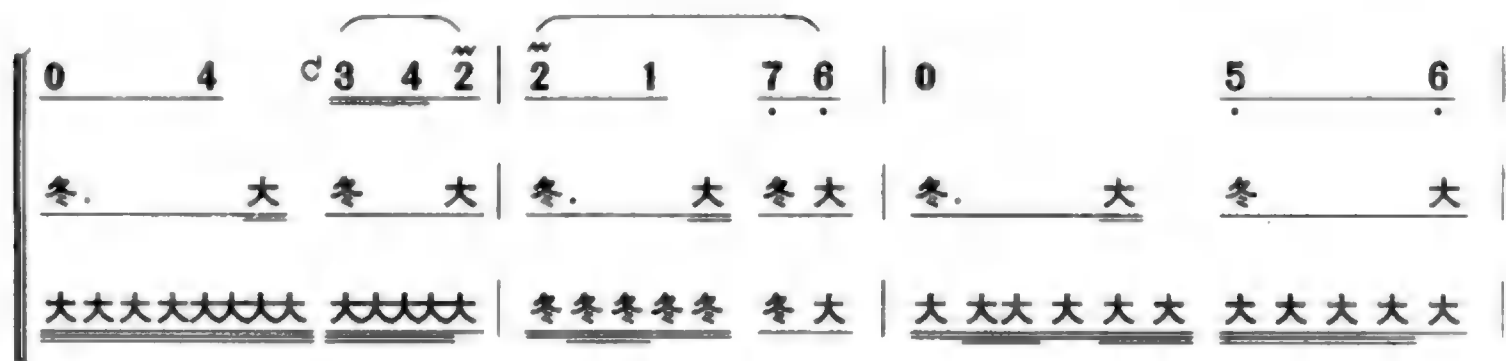 0 4 3 4 2 | 2 1 7 6 | 0 5 6 |
冬. 大 冬 大 | 冬. 大 冬 大 | 冬. 大 冬 大 |
大大大大大大大大 大大大大大 | 冬冬冬冬冬 冬大 | 大大大大大大 大大大大大 |